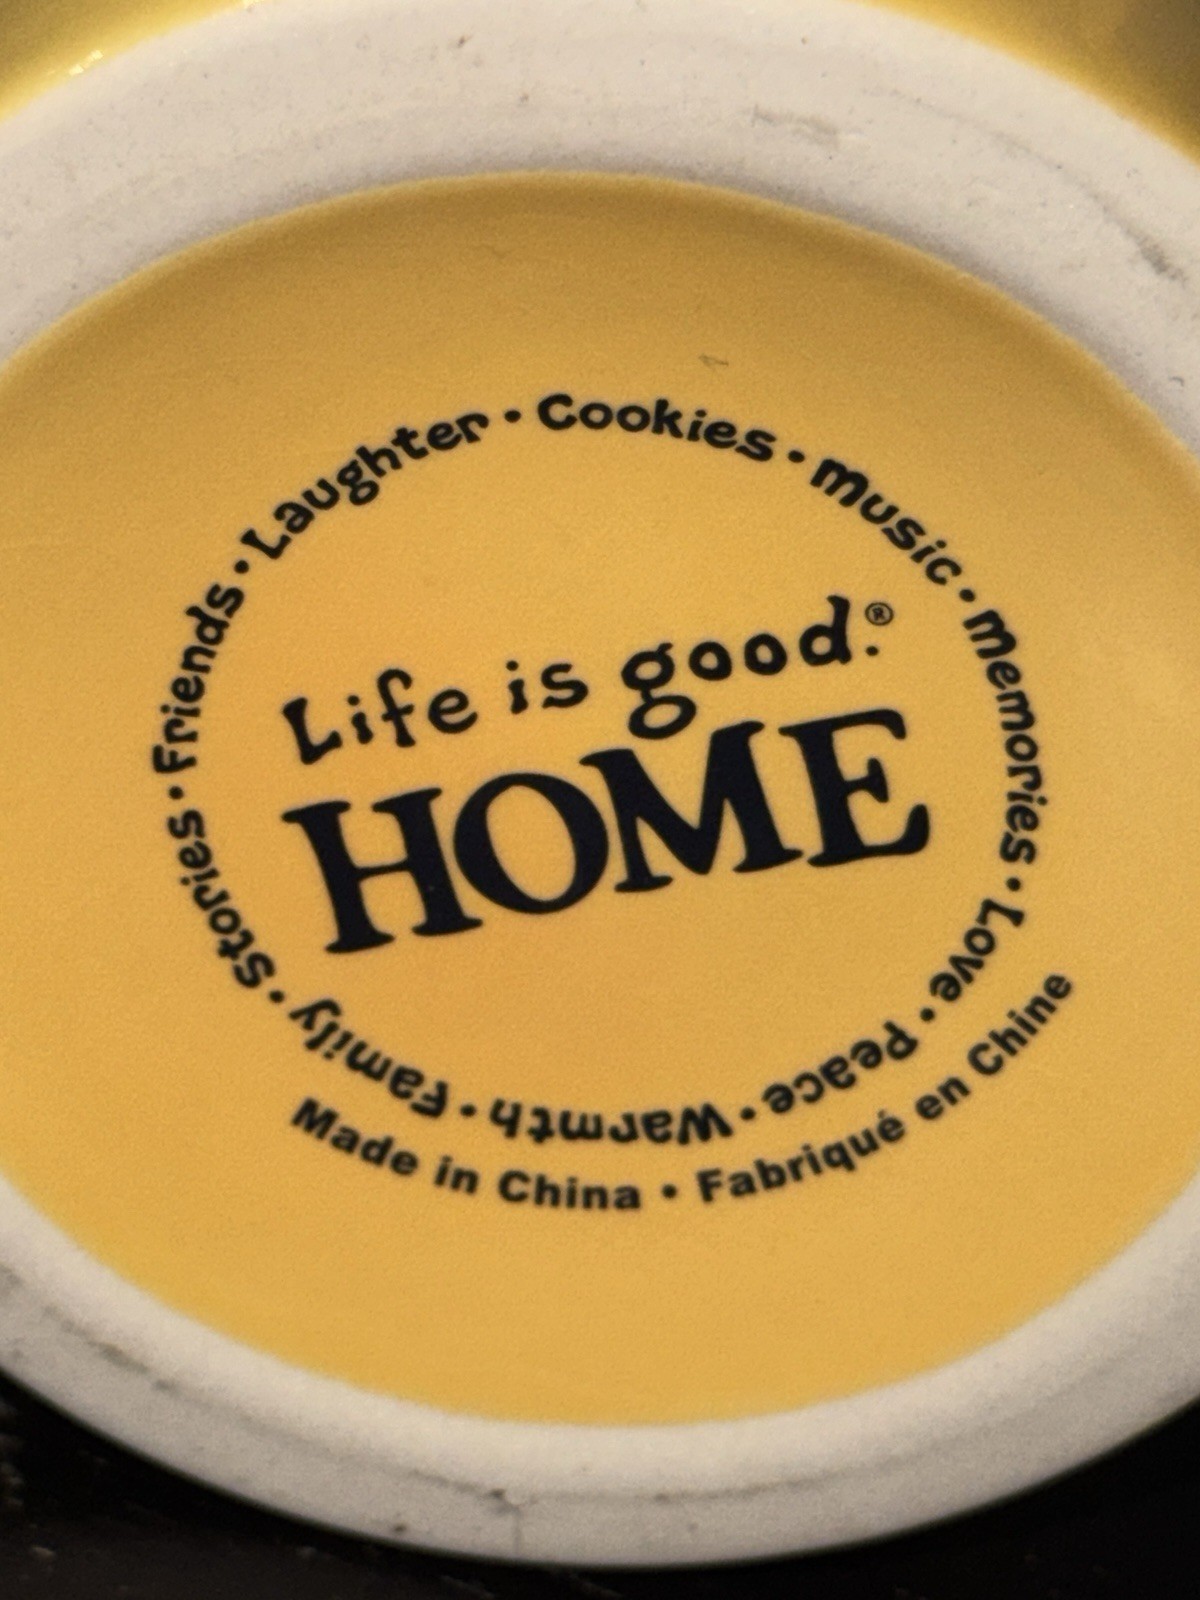 Life is good.®
HOME
Cookies • Music • Memories • Love • Peace • Warmth • Family • Stories • Friends • Laughter •
Made in China • Fabriqué en Chine